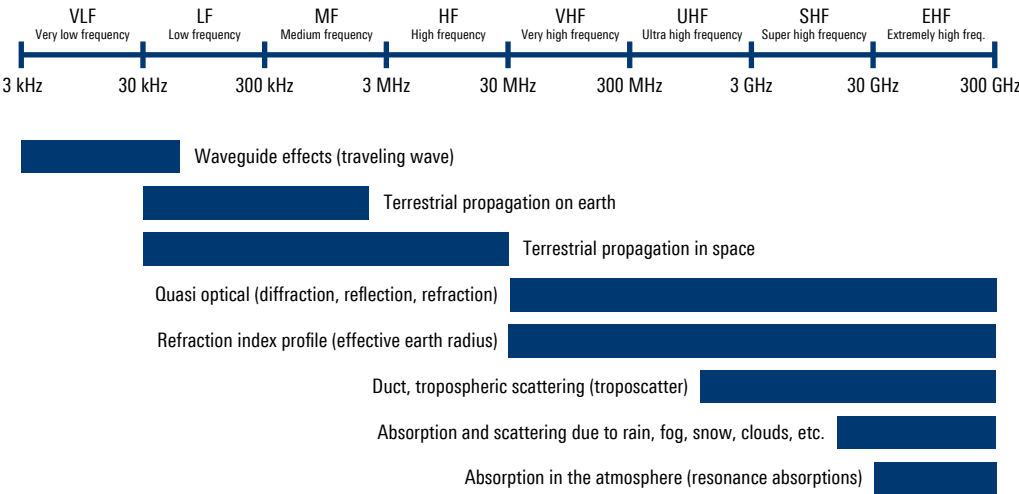 VLF LF MF HF VHF UHF SHF EHF
Very low frequency Low frequency Medium frequency High frequency Very high frequency Ultra high frequency Super high frequency Extremely high freq.
3 kHz 30 kHz 300 kHz 3 MHz 30 MHz 300 MHz 3 GHz 30 GHz 300 GHz
Waveguide effects (traveling wave)
Terrestrial propagation on earth
Terrestrial propagation in space
Quasi optical (diffraction, reflection, refraction)
Refraction index profile (effective earth radius)
Duct, tropospheric scattering (troposcatter)
Absorption and scattering due to rain, fog, snow, clouds, etc.
Absorption in the atmosphere (resonance absorptions)